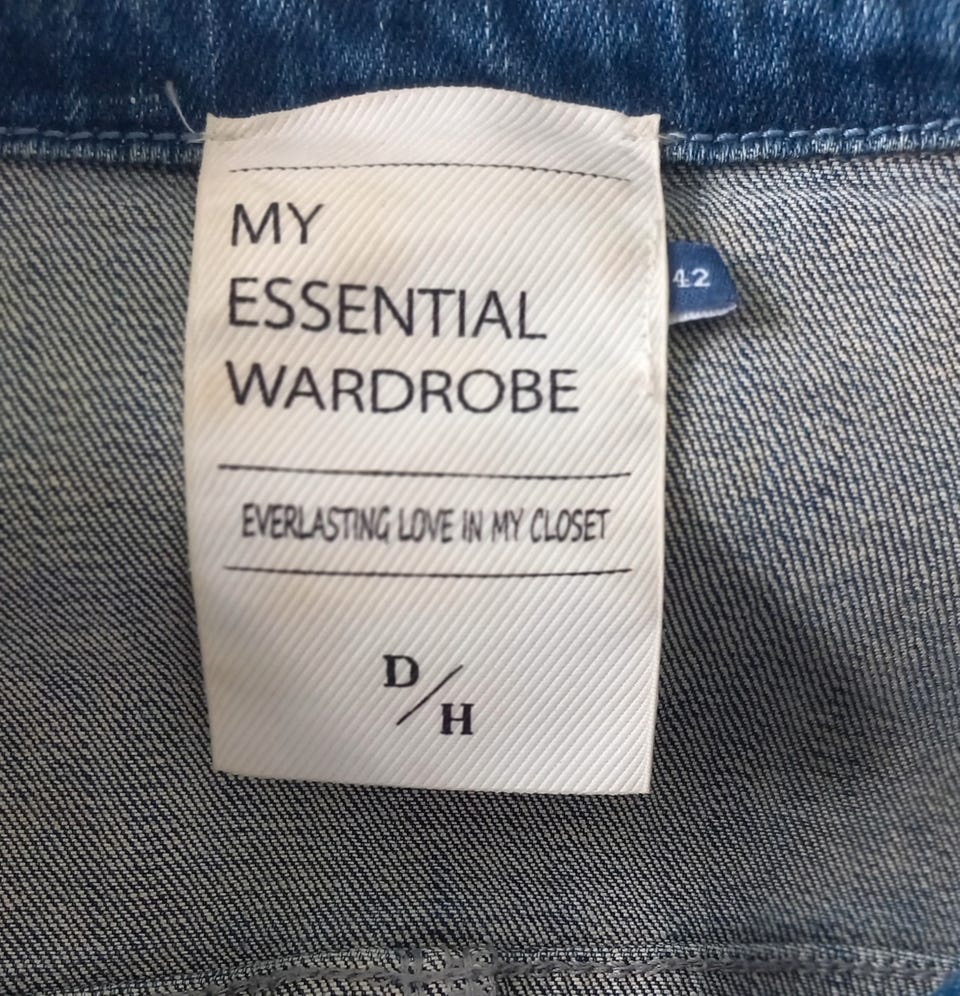 MY
ESSENTIAL
WARDROBE
42
EVERLASTING LOVE IN MY CLOSET
D/H